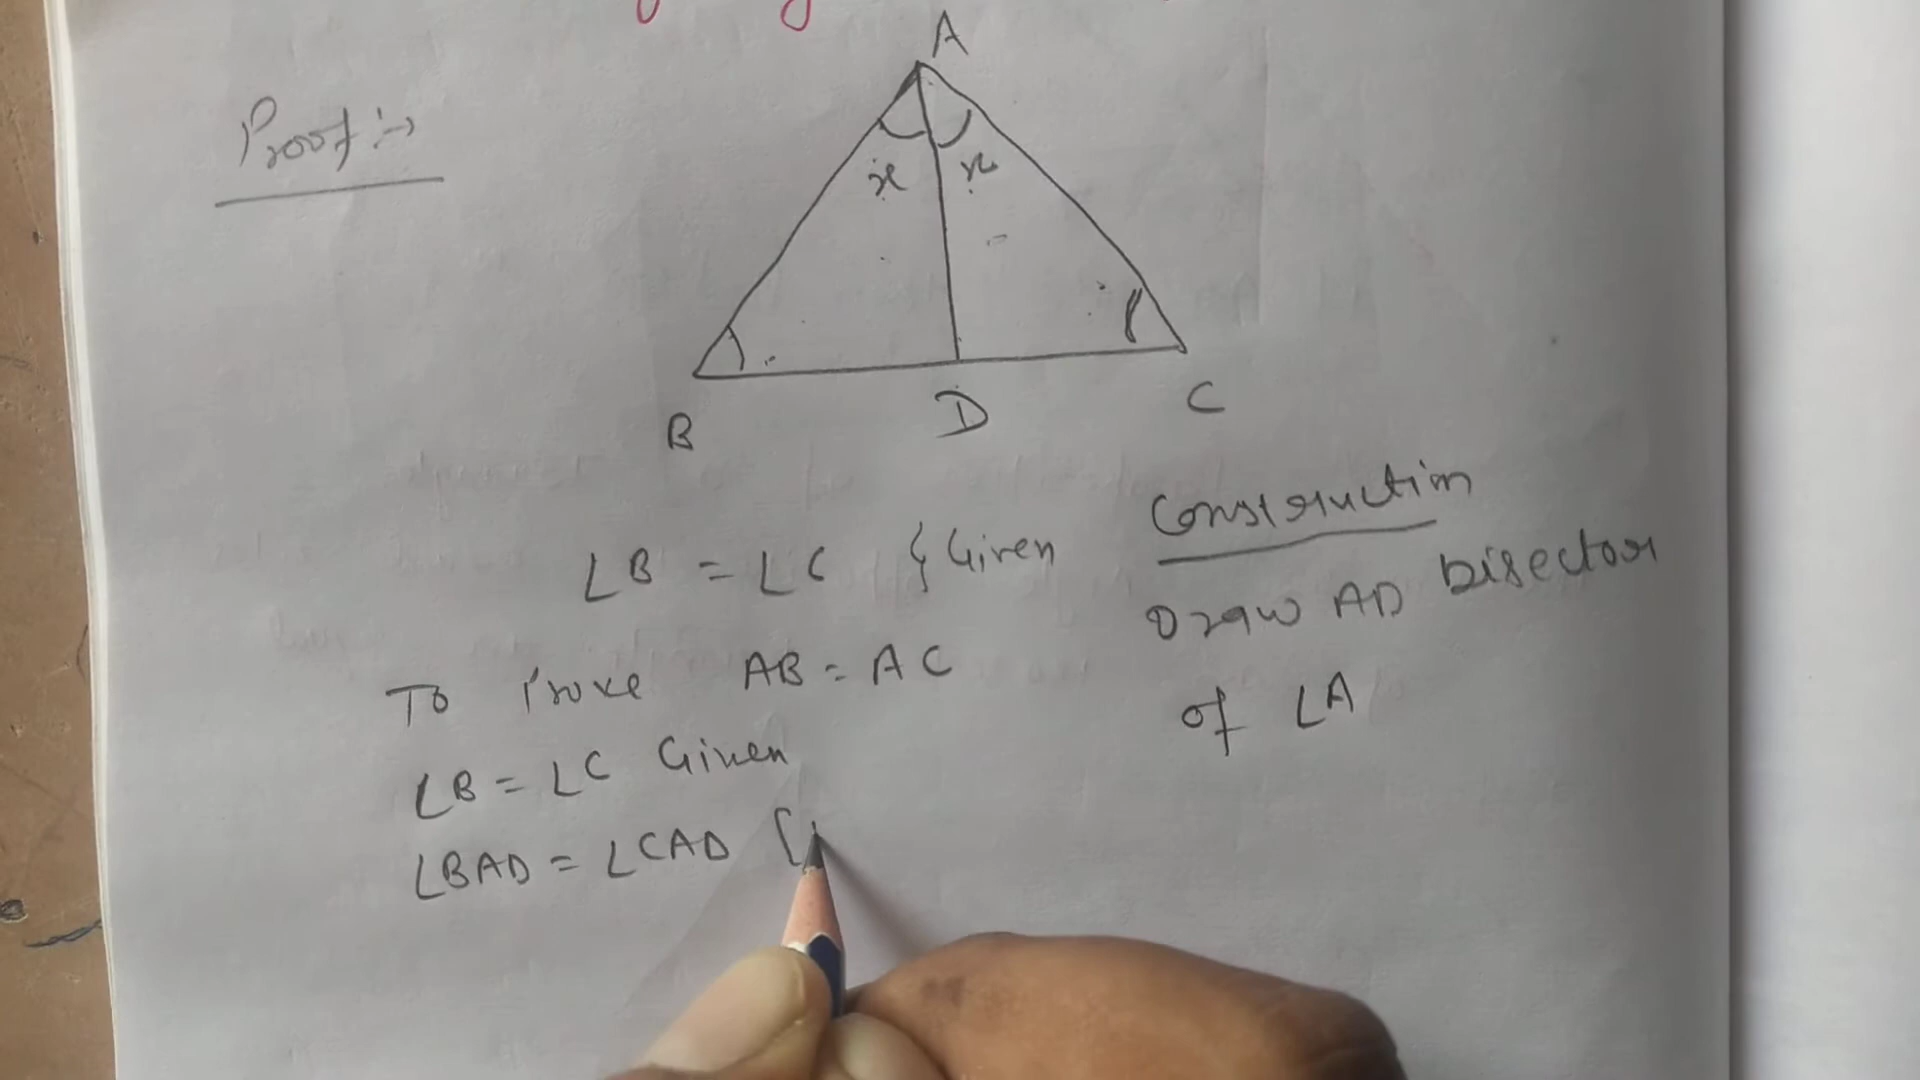 A
Proof :→
x x
B D C
∠B = ∠C { Given
Construction
Draw AD Bisector
of ∠A
To Prove AB = AC
∠B = ∠C Given
∠BAD = ∠CAD [